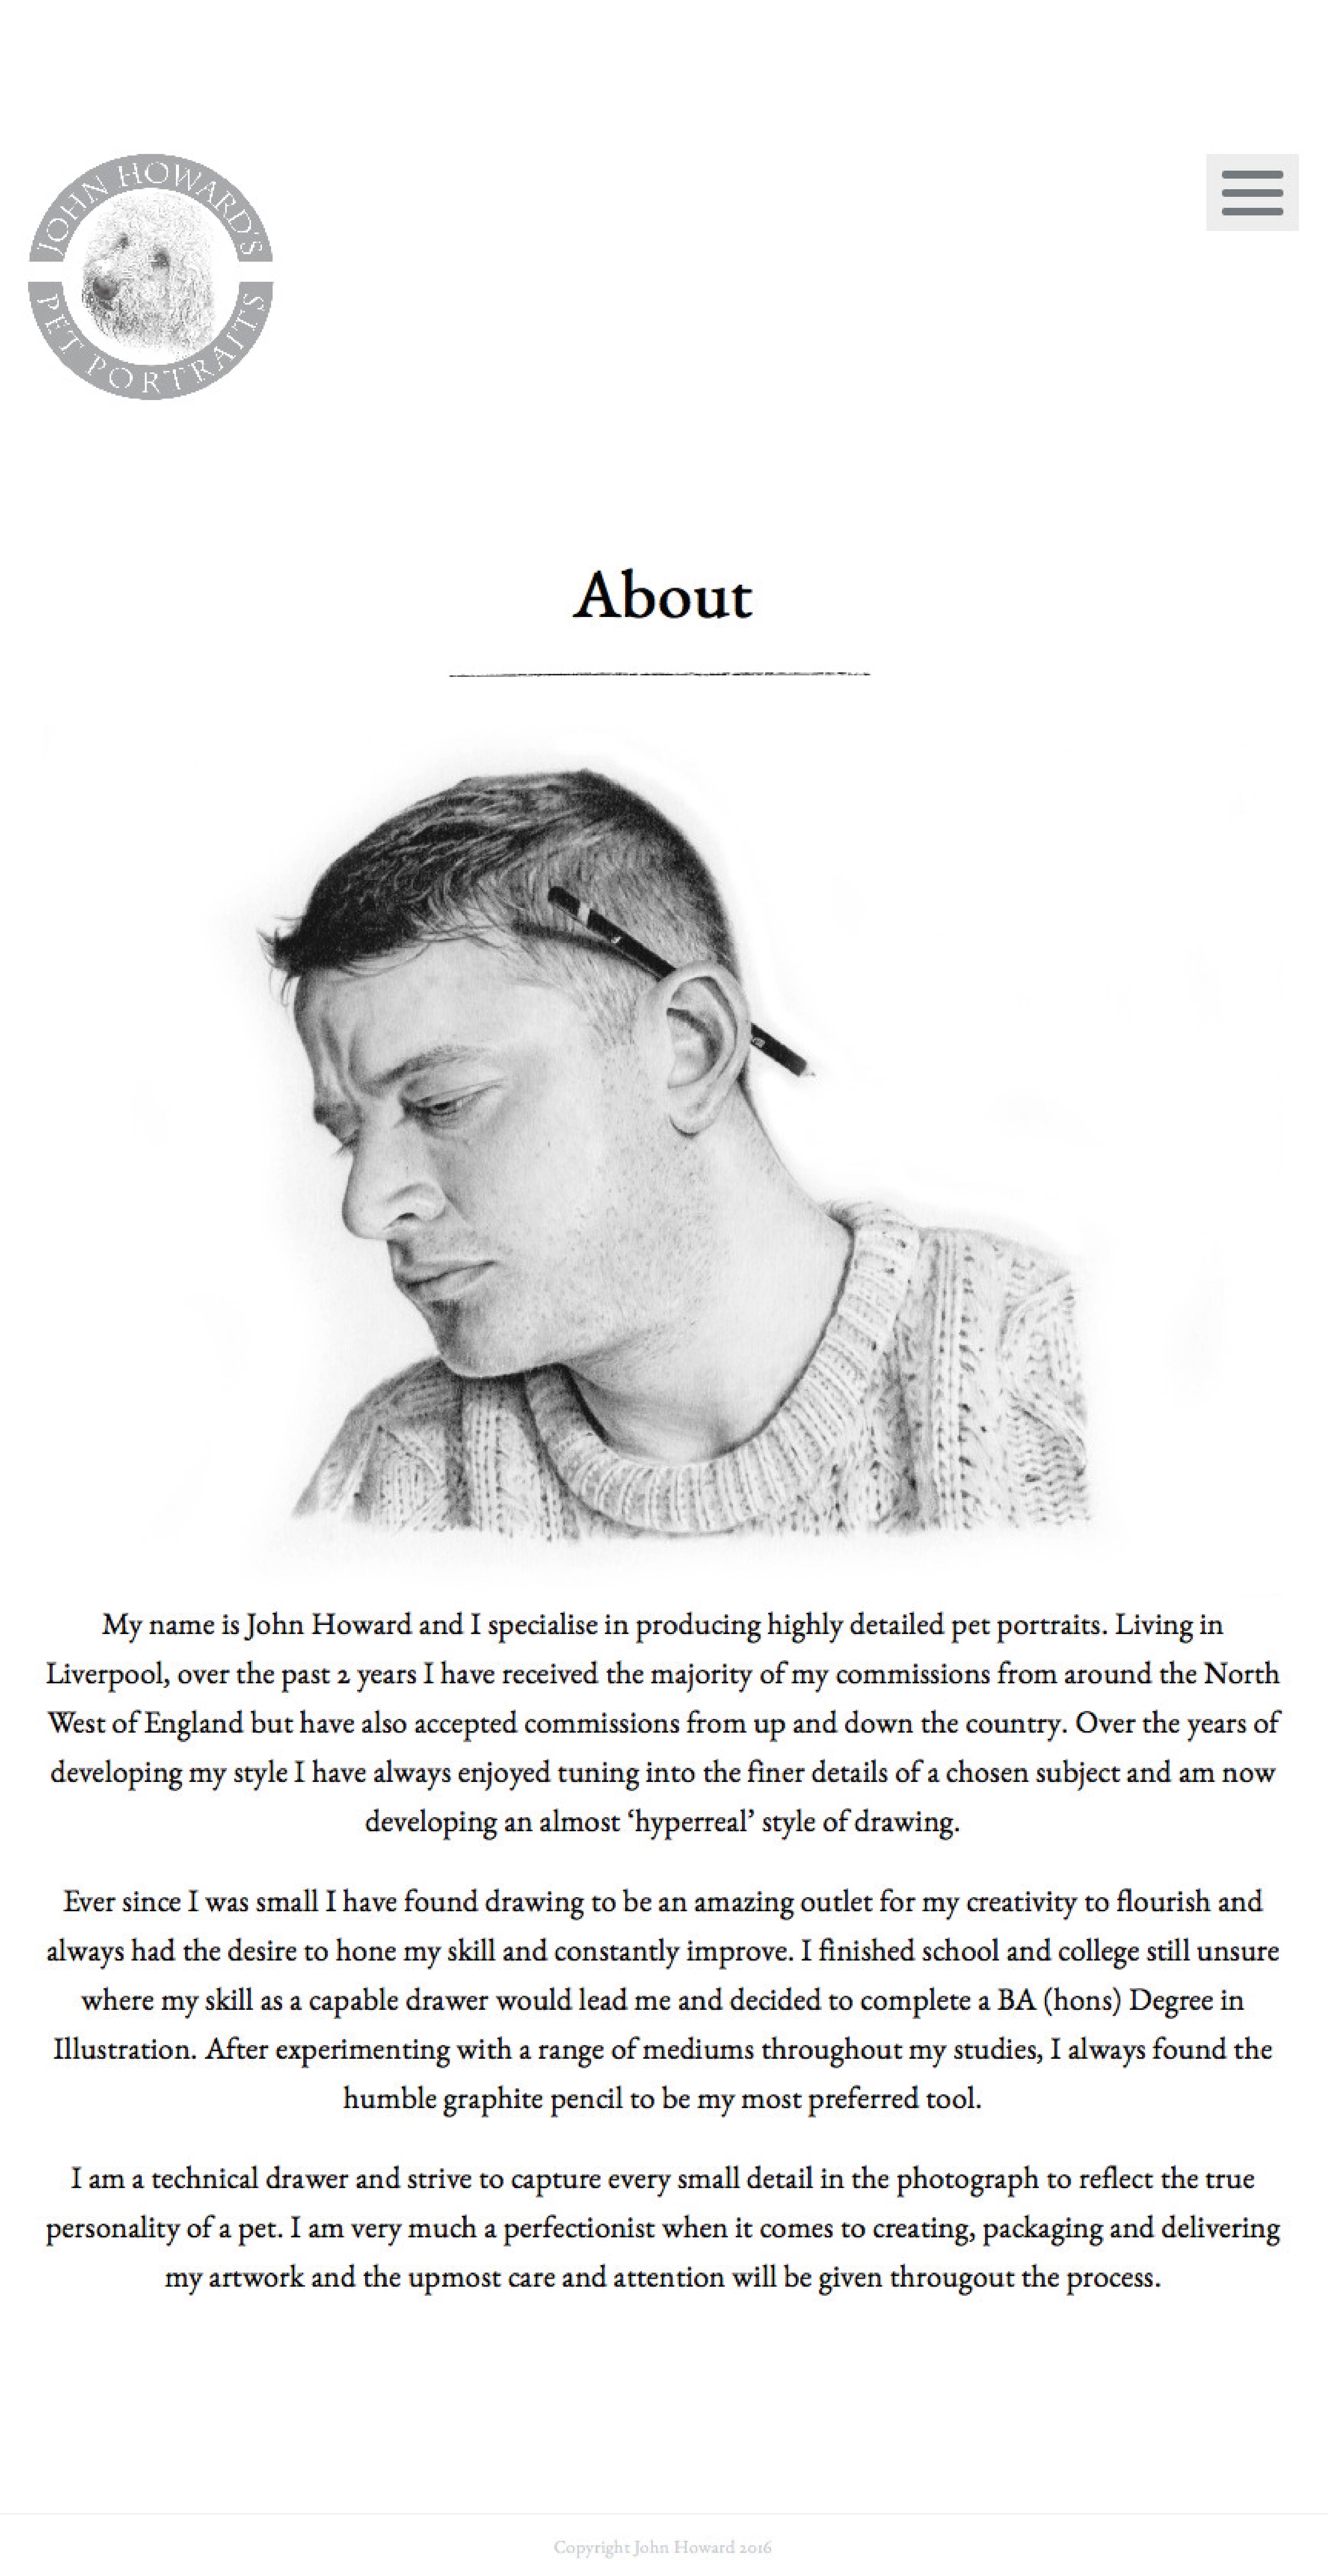 JOHN HOWARD'S
PET PORTRAITS
About
My name is John Howard and I specialise in producing highly detailed pet portraits. Living in
Liverpool, over the past 2 years I have received the majority of my commissions from around the North
West of England but have also accepted commissions from up and down the country. Over the years of
developing my style I have always enjoyed tuning into the finer details of a chosen subject and am now
developing an almost ‘hyperreal’ style of drawing.
Ever since I was small I have found drawing to be an amazing outlet for my creativity to flourish and
always had the desire to hone my skill and constantly improve. I finished school and college still unsure
where my skill as a capable drawer would lead me and decided to complete a BA (hons) Degree in
Illustration. After experimenting with a range of mediums throughout my studies, I always found the
humble graphite pencil to be my most preferred tool.
I am a technical drawer and strive to capture every small detail in the photograph to reflect the true
personality of a pet. I am very much a perfectionist when it comes to creating, packaging and delivering
my artwork and the upmost care and attention will be given througout the process.
Copyright John Howard 2016